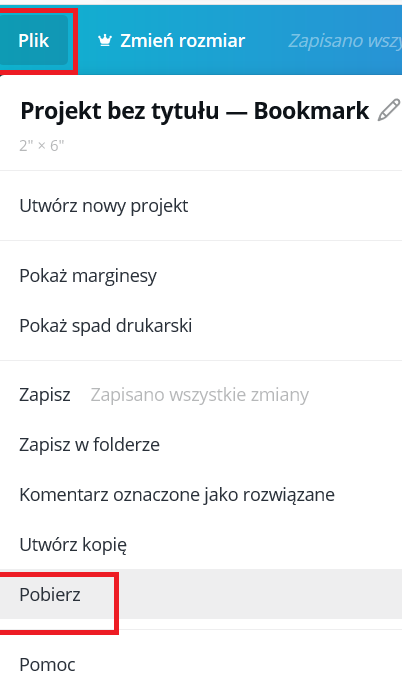 Plik Zmień rozmiar Zapisano wszy
Projekt bez tytułu — Bookmark
2" × 6"
Utwórz nowy projekt
Pokaż marginesy
Pokaż spad drukarski
Zapisz Zapisano wszystkie zmiany
Zapisz w folderze
Komentarz oznaczone jako rozwiązane
Utwórz kopię
Pobierz
Pomoc